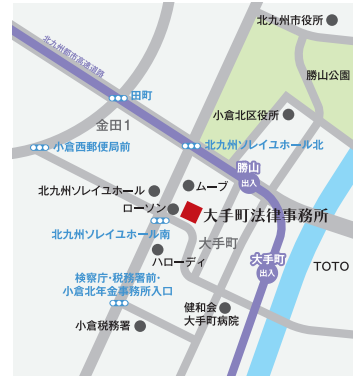 北九州市役所
北九州都市高速道路
勝山公園
田町
小倉北区役所
金田1
小倉西郵便局前
北九州ソレイユホール北
勝山
出入
ムーブ
北九州ソレイユホール
ローソン
大手町法律事務所
北九州ソレイユホール南
大手町
ハローディ
大手町
出入
TOTO
検察庁・税務署前・
小倉北年金事務所入口
健和会
大手町病院
小倉税務署